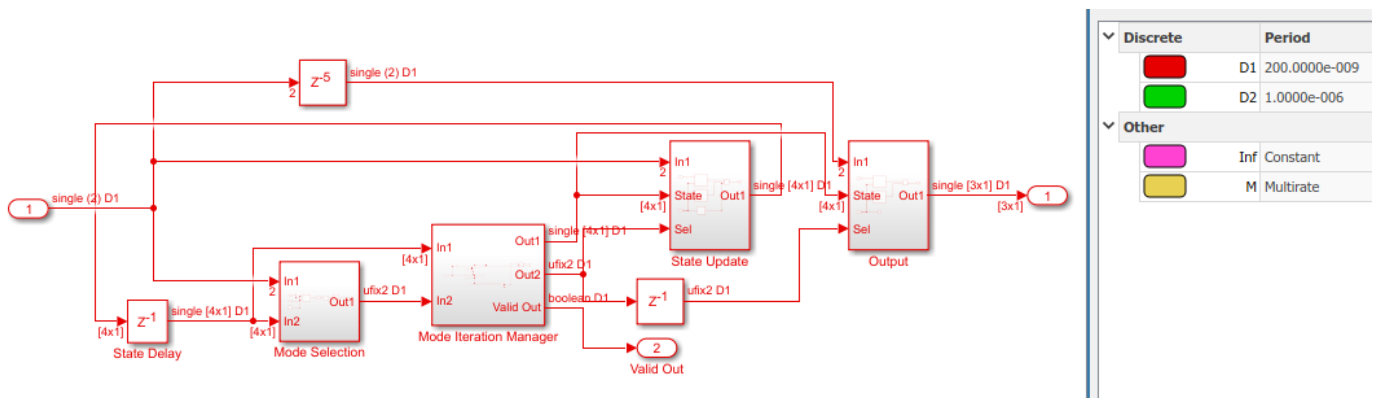 z-5
single (2) D1
2
1
single (2) D1
In1
2
State
[4x1]
Sel
Out1
single [4x1] D1
State Update
In1
2
State
[4x1]
Sel
Out1
single [3x1] D1
[3x1]
1
Output
In1
[4x1]
In2
Out1
single [4x1] D1
Out2
ufix2 D1
Valid Out
boolean D1
Mode Iteration Manager
In1
2
In2
[4x1]
Out1
ufix2 D1
Mode Selection
[4x1]
z-1
single [4x1] D1
State Delay
z-1
ufix2 D1
2
Valid Out
Discrete Period
D1 200.0000e-009
D2 1.0000e-006
Other
Inf Constant
M Multirate